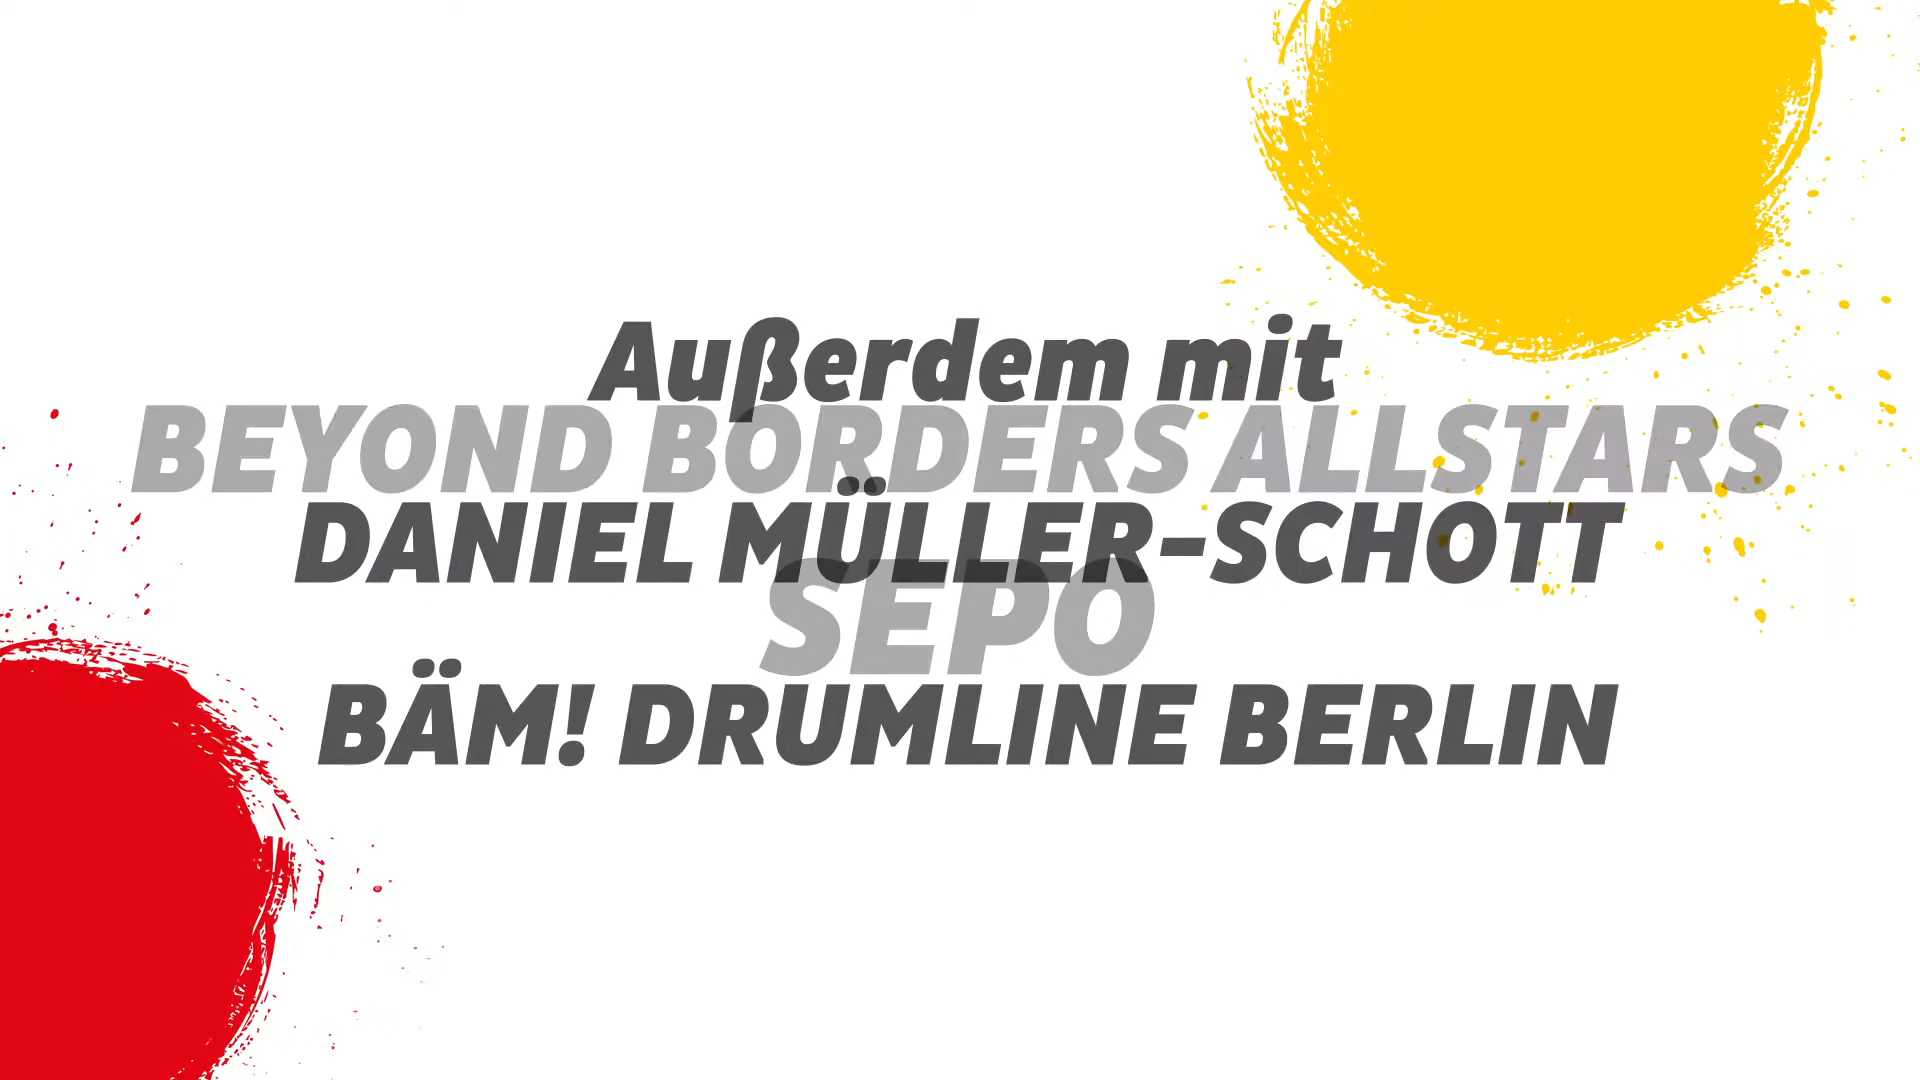 Außerdem mit
BEYOND BORDERS ALLSTARS
DANIEL MÜLLER-SCHOTT
SEPO
BÄM! DRUMLINE BERLIN